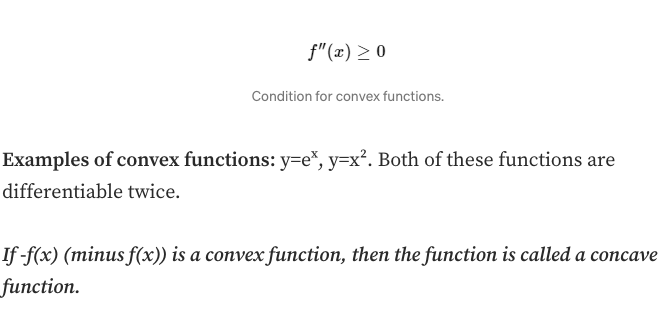 f″(x) ≥ 0
Condition for convex functions.
Examples of convex functions: y=eˣ, y=x². Both of these functions are
differentiable twice.
If -f(x) (minus f(x)) is a convex function, then the function is called a concave
function.